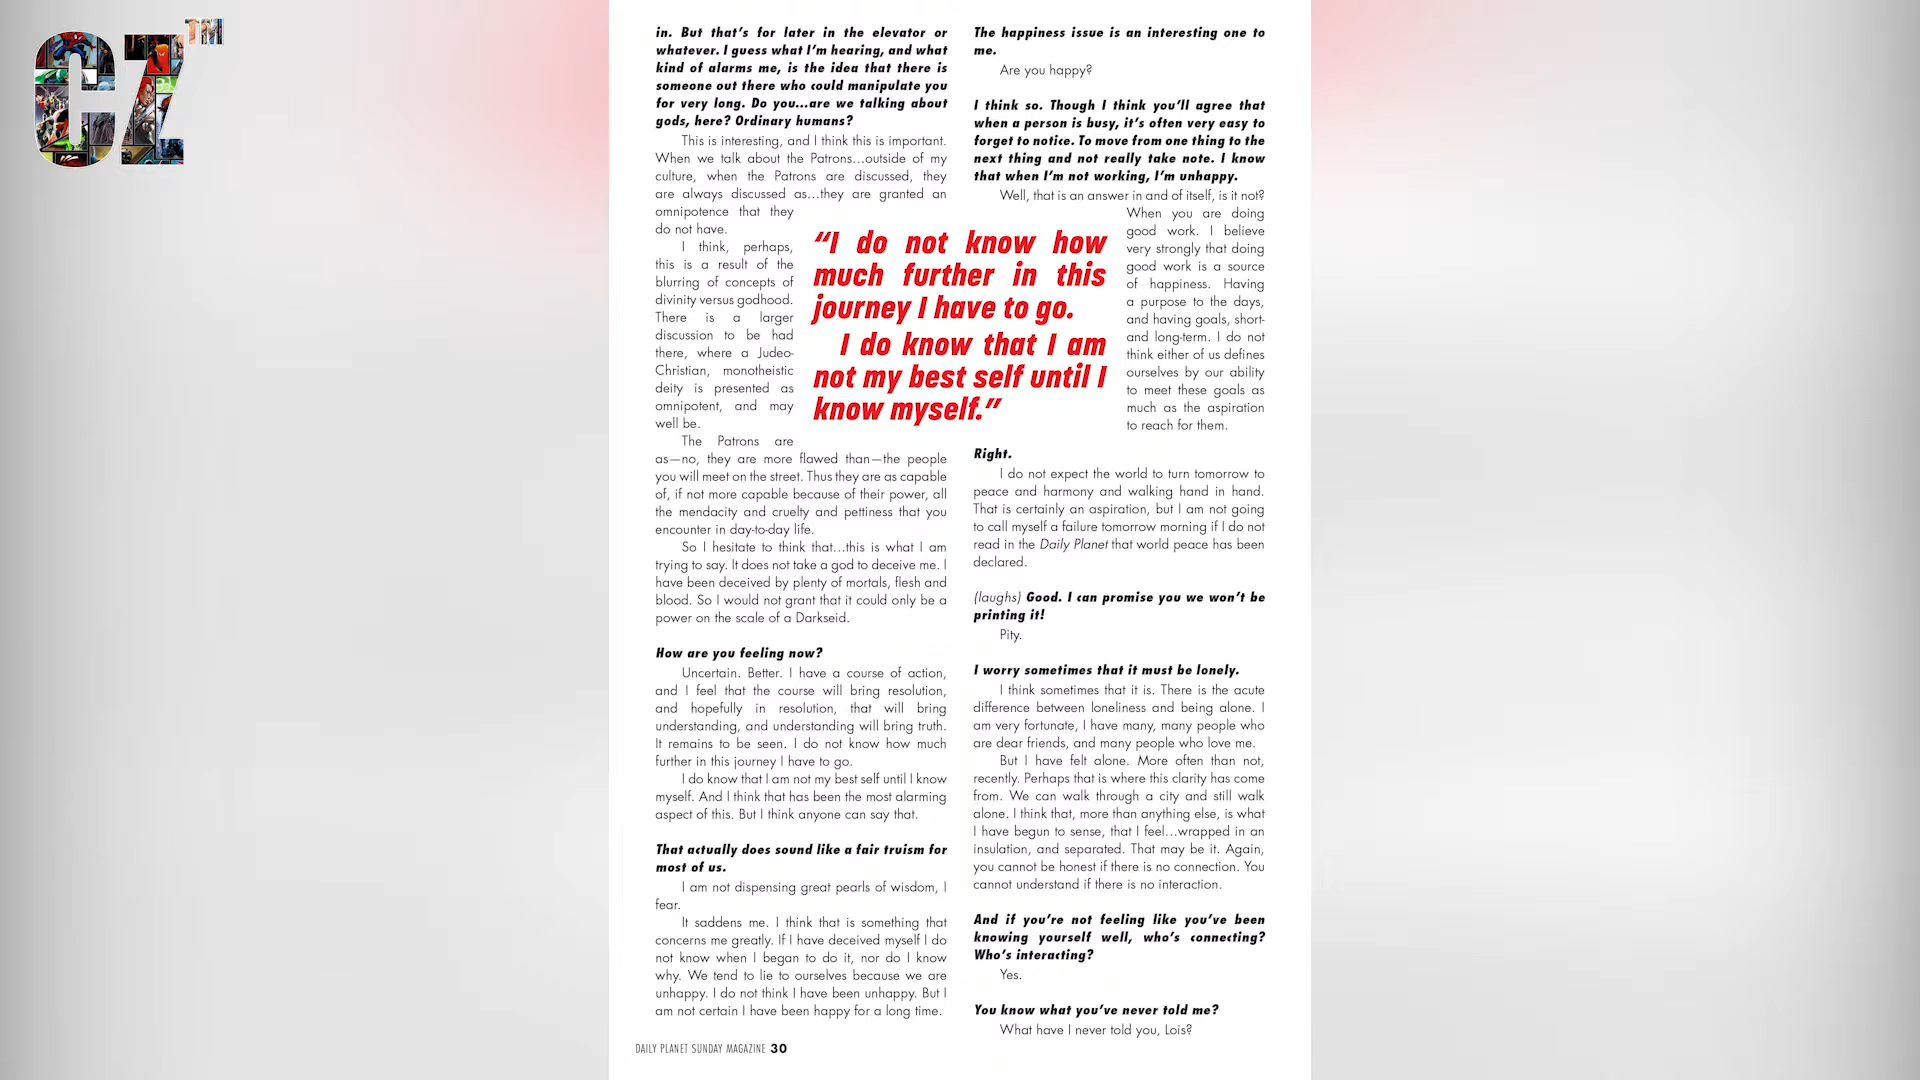 CZ™
in. But that’s for later in the elevator or
whatever. I guess what I’m hearing, and what
kind of alarms me, is the idea that there is
someone out there who could manipulate you
for very long. Do you...are we talking about
gods, here? Ordinary humans?
This is interesting, and I think this is important.
When we talk about the Patrons...outside of my
culture, when the Patrons are discussed, they
are always discussed as...they are granted an
omnipotence that they
do not have.
I think, perhaps,
this is a result of the
blurring of concepts of
divinity versus godhood.
There is a larger
discussion to be had
there, where a Judeo-
Christian, monotheistic
deity is presented as
omnipotent, and may
well be.
The Patrons are
as—no, they are more flawed than—the people
you will meet on the street. Thus they are as capable
of, if not more capable because of their power, all
the mendacity and cruelty and pettiness that you
encounter in day-to-day life.
So I hesitate to think that...this is what I am
trying to say. It does not take a god to deceive me. I
have been deceived by plenty of mortals, flesh and
blood. So I would not grant that it could only be a
power on the scale of a Darkseid.
How are you feeling now?
Uncertain. Better. I have a course of action,
and I feel that the course will bring resolution,
and hopefully in resolution, that will bring
understanding, and understanding will bring truth.
It remains to be seen. I do not know how much
further in this journey I have to go.
I do know that I am not my best self until I know
myself. And I think that has been the most alarming
aspect of this. But I think anyone can say that.
That actually does sound like a fair truism for
most of us.
I am not dispensing great pearls of wisdom, I
fear.
It saddens me. I think that is something that
concerns me greatly. If I have deceived myself I do
not know when I began to do it, nor do I know
why. We tend to lie to ourselves because we are
unhappy. I do not think I have been unhappy. But I
am not certain I have been happy for a long time.
“I do not know how
much further in this
journey I have to go.
I do know that I am
not my best self until I
know myself.”
The happiness issue is an interesting one to
me.
Are you happy?
I think so. Though I think you’ll agree that
when a person is busy, it’s often very easy to
forget to notice. To move from one thing to the
next thing and not really take note. I know
that when I’m not working, I’m unhappy.
Well, that is an answer in and of itself, is it not?
When you are doing
good work. I believe
very strongly that doing
good work is a source
of happiness. Having
a purpose to the days,
and having goals, short-
and long-term. I do not
think either of us defines
ourselves by our ability
to meet these goals as
much as the aspiration
to reach for them.
Right.
I do not expect the world to turn tomorrow to
peace and harmony and walking hand in hand.
That is certainly an aspiration, but I am not going
to call myself a failure tomorrow morning if I do not
read in the Daily Planet that world peace has been
declared.
(laughs) Good. I can promise you we won’t be
printing it!
Pity.
I worry sometimes that it must be lonely.
I think sometimes that it is. There is the acute
difference between loneliness and being alone. I
am very fortunate, I have many, many people who
are dear friends, and many people who love me.
But I have felt alone. More often than not,
recently. Perhaps that is where this clarity has come
from. We can walk through a city and still walk
alone. I think that, more than anything else, is what
I have begun to sense, that I feel...wrapped in an
insulation, and separated. That may be it. Again,
you cannot be honest if there is no connection. You
cannot understand if there is no interaction.
And if you’re not feeling like you’ve been
knowing yourself well, who’s connecting?
Who’s interacting?
Yes.
You know what you’ve never told me?
What have I never told you, Lois?
DAILY PLANET SUNDAY MAGAZINE 30